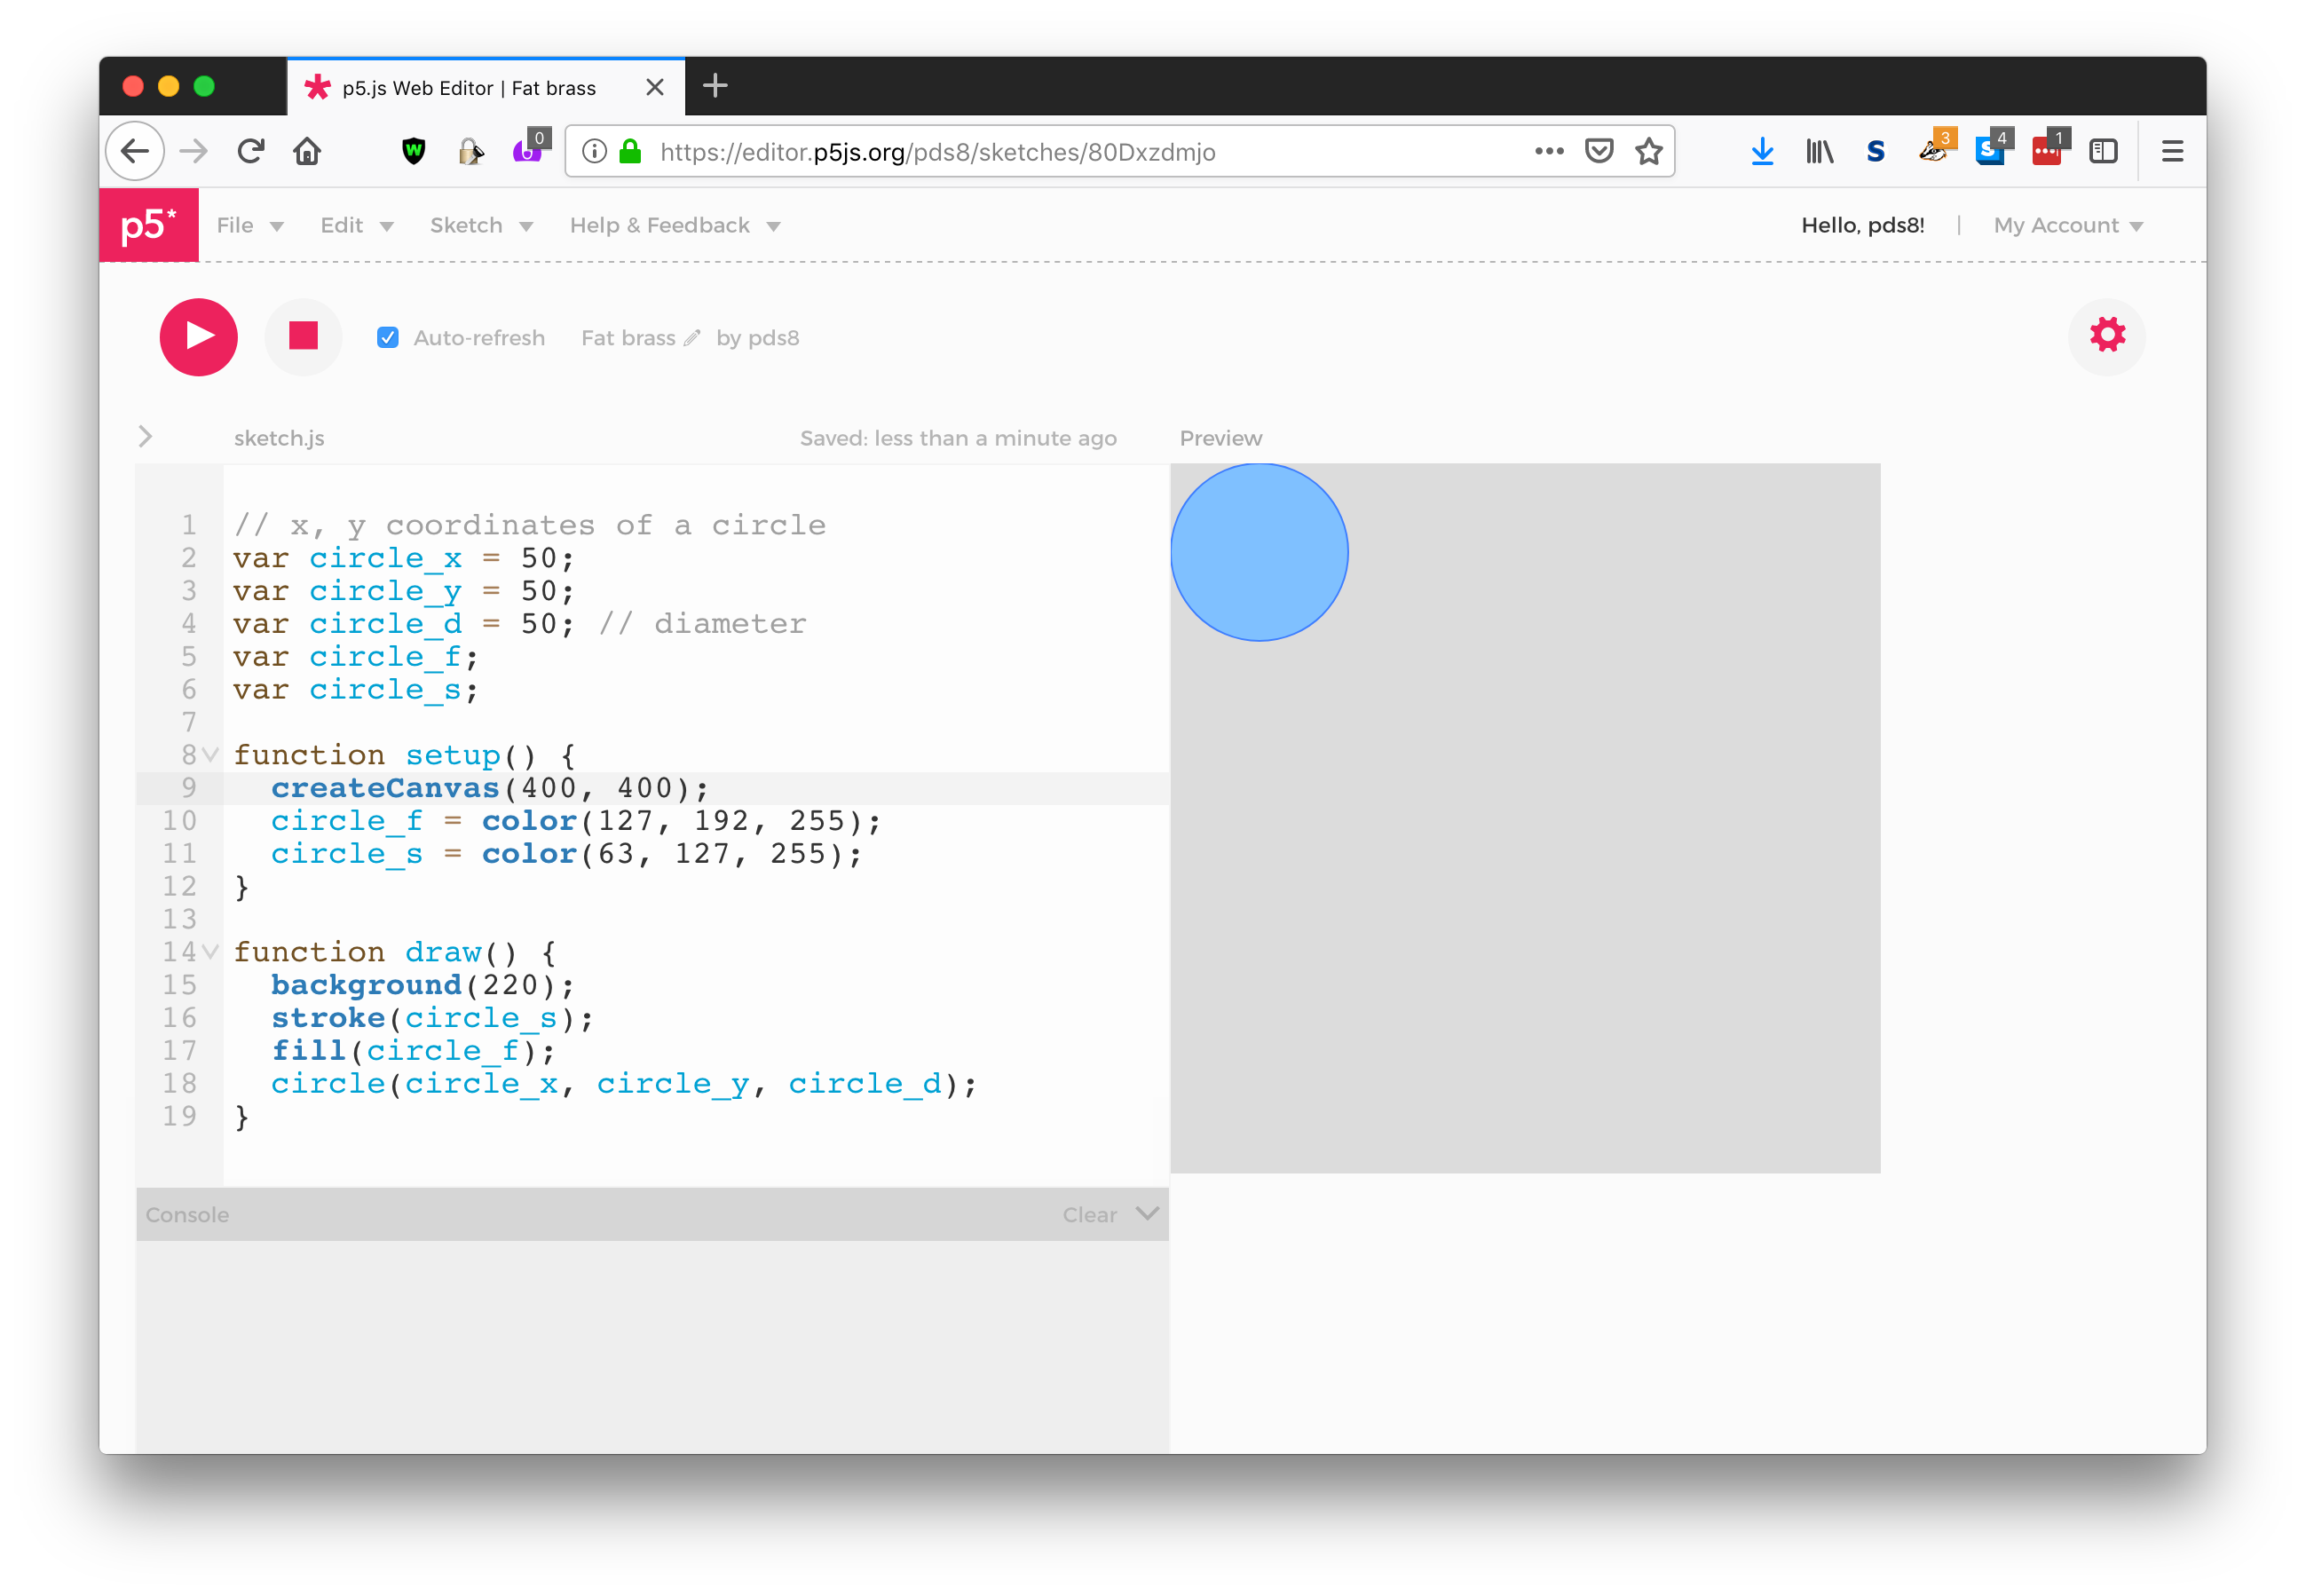 p5.js Web Editor | Fat brass
0
https://editor.p5js.org/pds8/sketches/80Dxzdmjo
S
3
S 4
1
p5*
File
Edit
Sketch
Help & Feedback
Hello, pds8!
|
My Account
Auto-refresh
Fat brass
by pds8
sketch.js
Saved: less than a minute ago
Preview
1 // x, y coordinates of a circle
2 var circle_x = 50;
3 var circle_y = 50;
4 var circle_d = 50; // diameter
5 var circle_f;
6 var circle_s;
7
8 function setup() {
9   createCanvas(400, 400);
10   circle_f = color(127, 192, 255);
11   circle_s = color(63, 127, 255);
12 }
13
14 function draw() {
15   background(220);
16   stroke(circle_s);
17   fill(circle_f);
18   circle(circle_x, circle_y, circle_d);
19 }
Console
Clear